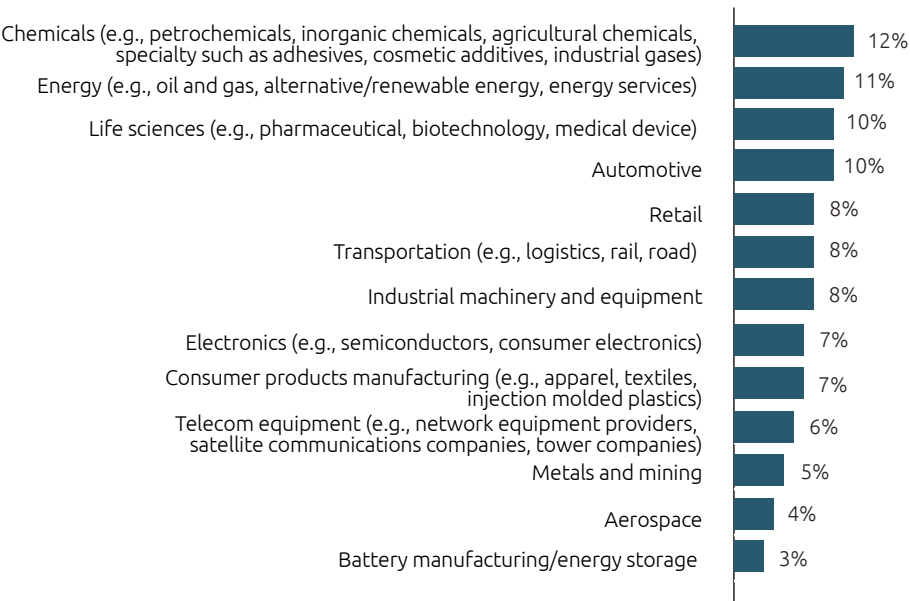 Chemicals (e.g., petrochemicals, inorganic chemicals, agricultural chemicals,
specialty such as adhesives, cosmetic additives, industrial gases)
12%
Energy (e.g., oil and gas, alternative/renewable energy, energy services)
11%
Life sciences (e.g., pharmaceutical, biotechnology, medical device)
10%
Automotive
10%
Retail
8%
Transportation (e.g., logistics, rail, road)
8%
Industrial machinery and equipment
8%
Electronics (e.g., semiconductors, consumer electronics)
7%
Consumer products manufacturing (e.g., apparel, textiles,
injection molded plastics)
7%
Telecom equipment (e.g., network equipment providers,
satellite communications companies, tower companies)
6%
Metals and mining
5%
Aerospace
4%
Battery manufacturing/energy storage
3%